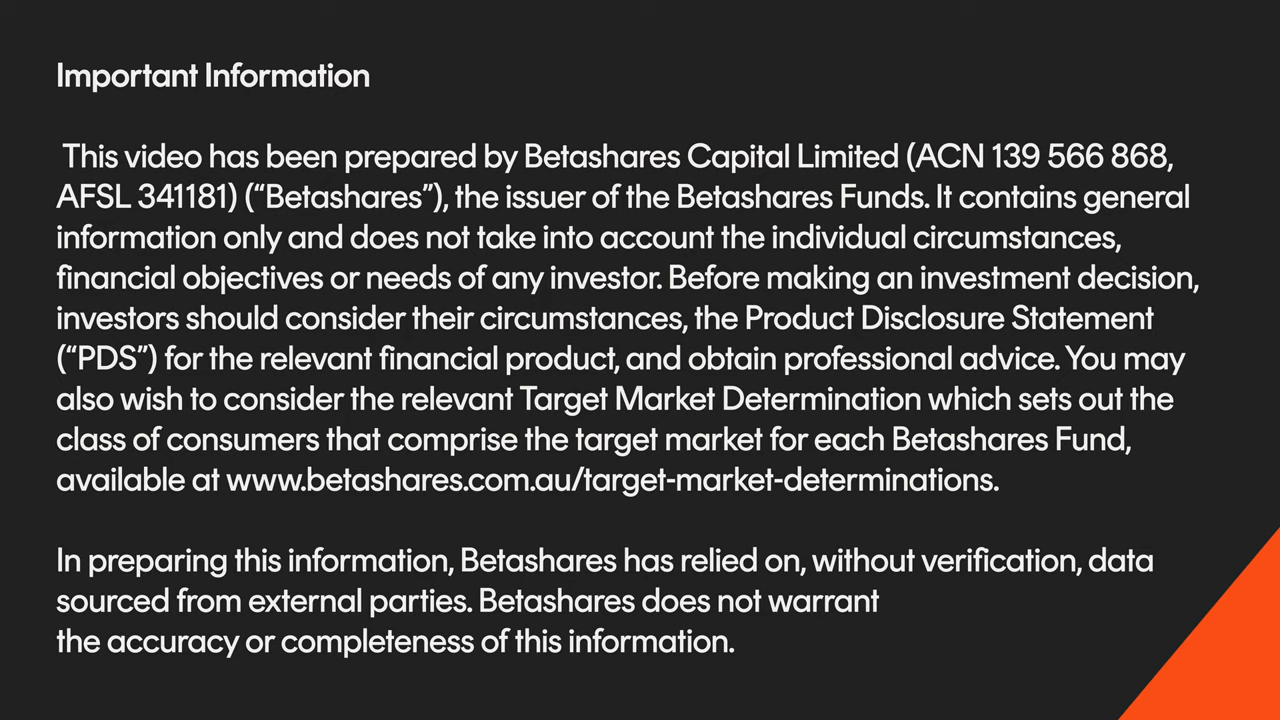 Important Information
This video has been prepared by Betashares Capital Limited (ACN 139 566 868,
AFSL 341181) (“Betashares”), the issuer of the Betashares Funds. It contains general
information only and does not take into account the individual circumstances,
financial objectives or needs of any investor. Before making an investment decision,
investors should consider their circumstances, the Product Disclosure Statement
(“PDS”) for the relevant financial product, and obtain professional advice. You may
also wish to consider the relevant Target Market Determination which sets out the
class of consumers that comprise the target market for each Betashares Fund,
available at www.betashares.com.au/target-market-determinations.
In preparing this information, Betashares has relied on, without verification, data
sourced from external parties. Betashares does not warrant
the accuracy or completeness of this information.